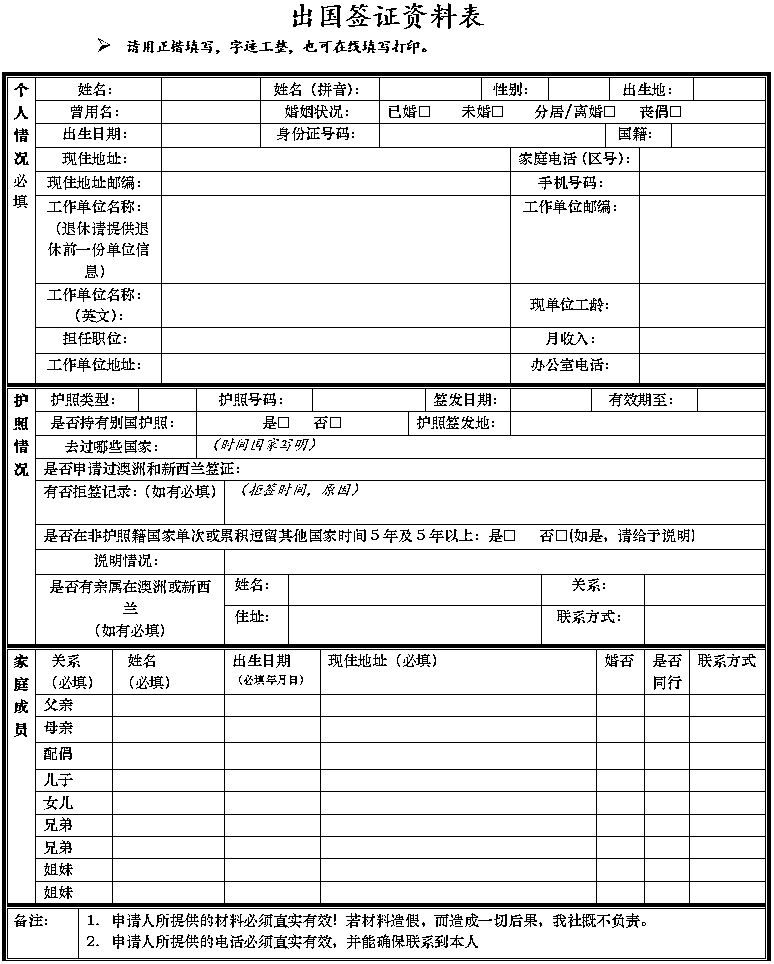 出国签证资料表
➢ 请用正楷填写，字迹工整，也可在线填写打印。
个人情况必填
姓名： 姓名（拼音）： 性别： 出生地：
曾用名： 婚姻状况： 已婚□ 未婚□ 分居/离婚□ 丧偶□
出生日期： 身份证号码： 国籍：
现住地址： 家庭电话（区号）：
现住地址邮编： 手机号码：
工作单位名称： 工作单位邮编：
（退休请提供退
休前一份单位信
息）
工作单位名称：
（英文）： 现单位工龄：
担任职位： 月收入：
工作单位地址： 办公室电话：
护照情况
护照类型： 护照号码： 签发日期： 有效期至：
是否持有别国护照： 是□ 否□ 护照签发地：
去过哪些国家： （时间国家写明）
是否申请过澳洲和新西兰签证：
有否拒签记录：（如有必填） （拒签时间，原因）
是否在非护照籍国家单次或累积逗留其他国家时间５年及５年以上：是□ 否□(如是，请给于说明)
说明情况：
是否有亲属在澳洲或新西
兰
（如有必填）
姓名： 关系：
住址： 联系方式：
家庭成员
关系 姓名 出生日期 现住地址（必填） 婚否 是否 联系方式
（必填） （必填） （必填年月日） 同行
父亲
母亲
配偶
儿子
女儿
兄弟
兄弟
姐妹
姐妹
备注： 1. 申请人所提供的材料必须真实有效！若材料造假，而造成一切后果，我社既不负责。
2. 申请人所提供的电话必须真实有效，并能确保联系到本人